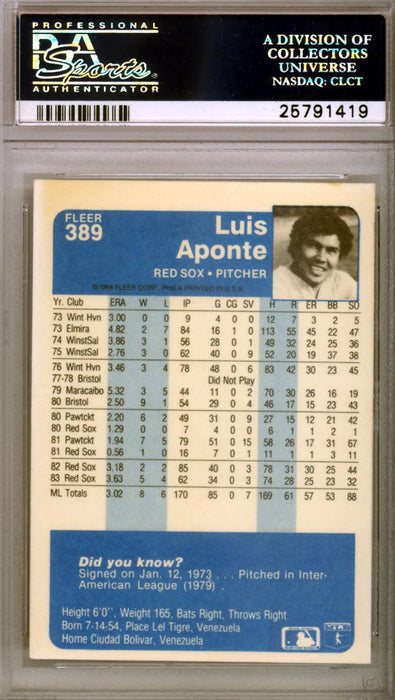 PROFESSIONAL
PSA
Sports
AUTHENTICATOR
A DIVISION OF
COLLECTORS
UNIVERSE
NASDAQ: CLCT
25791419
FLEER
389
Luis
Aponte
RED SOX • PITCHER
© 1984 FLEER CORP., PHILA PRINTED IN U.S.A.
Yr. Club ERA W L IP G CG SV H R ER BB SO
73 Wint Hvn 3.00 0 0 9 4 0 0 12 7 3 2 5
73 Elmira 4.82 2 7 84 16 1 0 113 55 45 22 47
74 WinstSal 3.86 3 1 56 28 0 1 49 32 24 25 36
75 WinstSal 2.76 3 0 62 40 0 9 52 20 19 37 38
76 Wint Hvn 3.46 3 4 78 48 0 6 83 42 30 23 45
77-78 Bristol Did Not Play
79 Maracaibo 5.32 3 5 44 11 0 2 70 30 26 16 19
80 Bristol 2.50 9 1 54 29 0 4 46 17 15 23 43
80 Pawtckt 2.20 6 2 49 31 0 9 27 15 12 21 42
80 Red Sox 1.29 0 0 7 4 0 0 6 1 1 2 1
81 Pawtckt 1.94 7 5 79 51 0 15 58 26 17 31 67
81 Red Sox 0.56 1 0 16 7 0 1 11 1 1 3 11
82 Red Sox 3.18 2 2 85 40 0 3 78 31 30 25 44
83 Red Sox 3.63 5 4 62 34 0 3 74 28 25 23 32
ML Totals 3.02 8 6 170 85 0 7 169 61 57 53 88
Did you know?
Signed on Jan. 12, 1973 . . . Pitched in Inter-
American League (1979) .
Height 6'0'', Weight 165, Bats Right, Throws Right
Born 7-14-54, Place Lel Tigre, Venezuela
Home Ciudad Bolivar, Venezuela